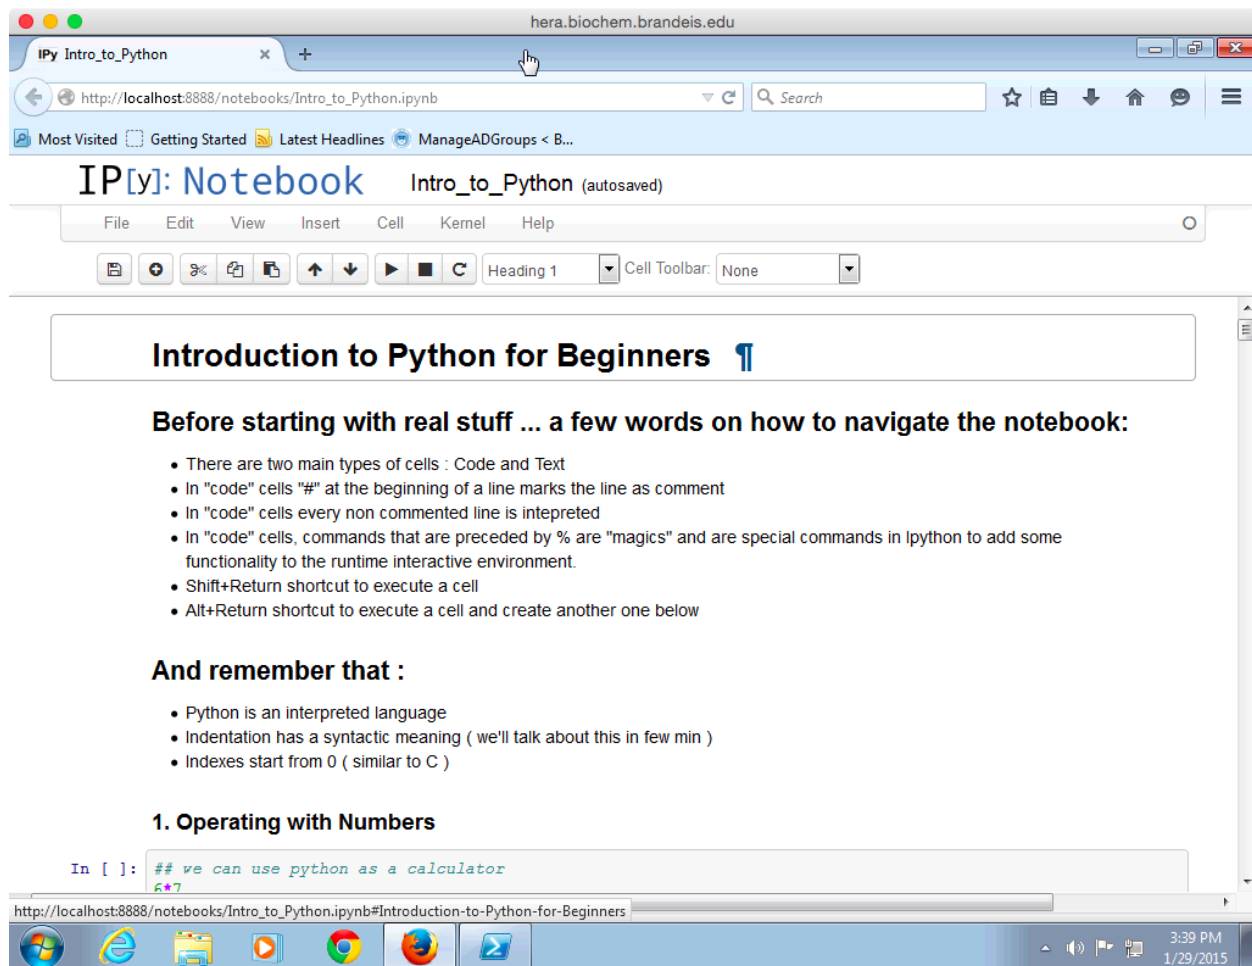 hera.biochem.brandeis.edu
IPy Intro_to_Python
http://localhost:8888/notebooks/Intro_to_Python.ipynb
Search
Most Visited Getting Started Latest Headlines ManageADGroups < B...
IP[y]: Notebook Intro_to_Python (autosaved)
File Edit View Insert Cell Kernel Help
Heading 1 Cell Toolbar: None
Introduction to Python for Beginners ¶
Before starting with real stuff ... a few words on how to navigate the notebook:
• There are two main types of cells : Code and Text
• In "code" cells "#" at the beginning of a line marks the line as comment
• In "code" cells every non commented line is intepreted
• In "code" cells, commands that are preceded by % are "magics" and are special commands in Ipython to add some
functionality to the runtime interactive environment.
• Shift+Return shortcut to execute a cell
• Alt+Return shortcut to execute a cell and create another one below
And remember that :
• Python is an interpreted language
• Indentation has a syntactic meaning ( we'll talk about this in few min )
• Indexes start from 0 ( similar to C )
1. Operating with Numbers
In [ ]: ## we can use python as a calculator
6*7
http://localhost:8888/notebooks/Intro_to_Python.ipynb#Introduction-to-Python-for-Beginners
3:39 PM
1/29/2015